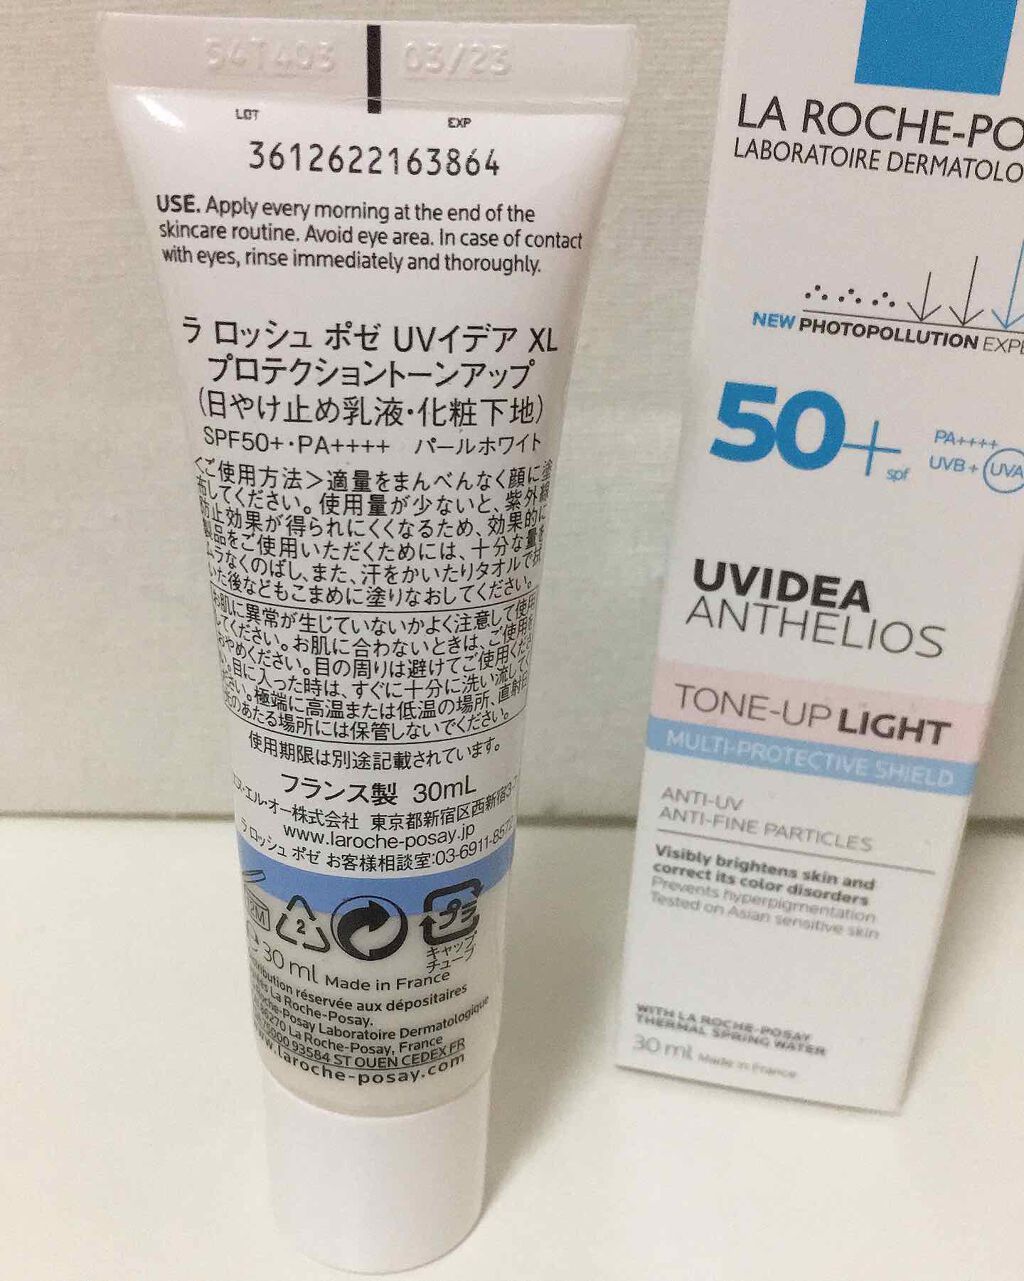 54T403 03/23
LOT EXP
3612622163864
USE. Apply every morning at the end of the
skincare routine. Avoid eye area. In case of contact
with eyes, rinse immediately and thoroughly.
ラ ロッシュ ポゼ UVイデア XL
プロテクショントーンアップ
(日やけ止め乳液・化粧下地)
SPF50+・PA++++ パールホワイト
<ご使用方法>適量をまんべんなく顔に塗
布してください。使用量が少ないと、紫外線
防止効果が得られにくくなるため、効果的に
製品をご使用いただくためには、十分な量を
ムラなくのばし、また、汗をかいたりタオルで拭
いた後などもこまめに塗りなおしてください。
お肌に異常が生じていないかよく注意して使用
してください。お肌に合わないときは、ご使用を
おやめください。目の周りは避けてご使用くだ
さい。目に入った時は、すぐに十分に洗い流して
ください。極端に高温または低温の場所、直射日
光のあたる場所には保管しないでください。
使用期限は別途記載されています。
フランス製 30mL
エル・オー株式会社 東京都新宿区西新宿3-7
www.laroche-posay.jp
ラ ロッシュ ポゼ お客様相談室:03-6911-8572
12M 2 プラ
キャップ
チューブ
30 ml Made in France
réservée aux dépositaires
La Roche-Posay.
Roche-Posay Laboratoire Dermatologique
86270 La Roche-Posay, France
93584 ST OUEN CEDEX FR
www.laroche-posay.com
LA ROCHE-PO
LABORATOIRE DERMATOLO
NEW PHOTOPOLLUTION EXPE
50+ spf
PA++++
UVB + UVA
UVIDEA
ANTHELIOS
TONE-UP LIGHT
MULTI-PROTECTIVE SHIELD
ANTI-UV
ANTI-FINE PARTICLES
Visibly brightens skin and
correct its color disorders
Prevents hyperpigmentation
Tested on Asian sensitive skin
WITH LA ROCHE-POSAY
THERMAL SPRING WATER
30 ml Made in France